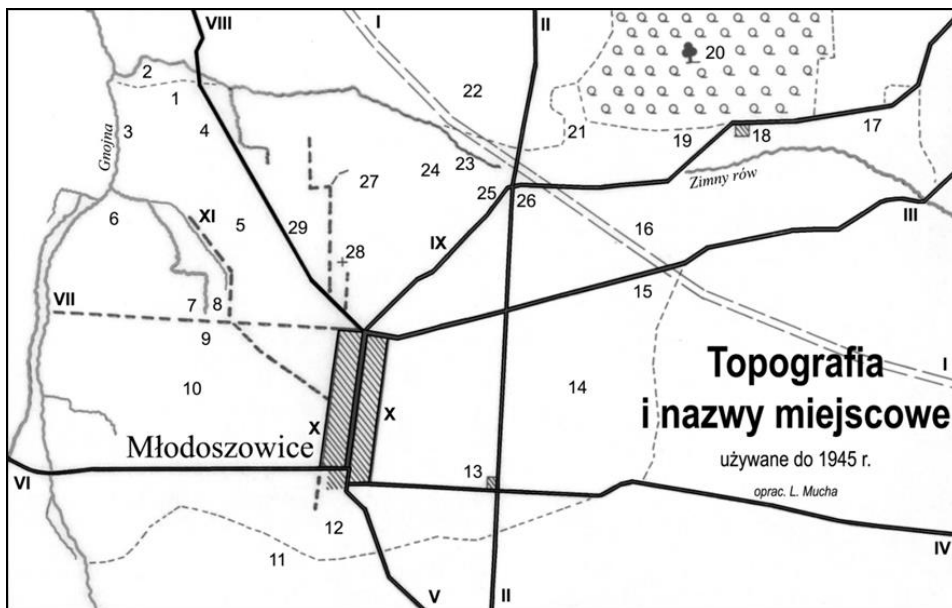 VIII
I
II
2
20
1
22
3
4
21
19
18
17
Gnojna
24
23
27
25
26
Zimny rów
6
XI
5
29
III
16
28
IX
7
8
15
VII
9
I
10
14
Topografia
i nazwy miejscowe
X
X
Młodoszowice
używane do 1945 r.
13
oprac. L. Mucha
VI
12
11
IV
V
II